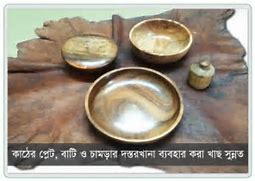 কাঠের প্লেট, বাটি ও চামড়ার দস্তরখানা ব্যবহার করা খাছ সুন্নত